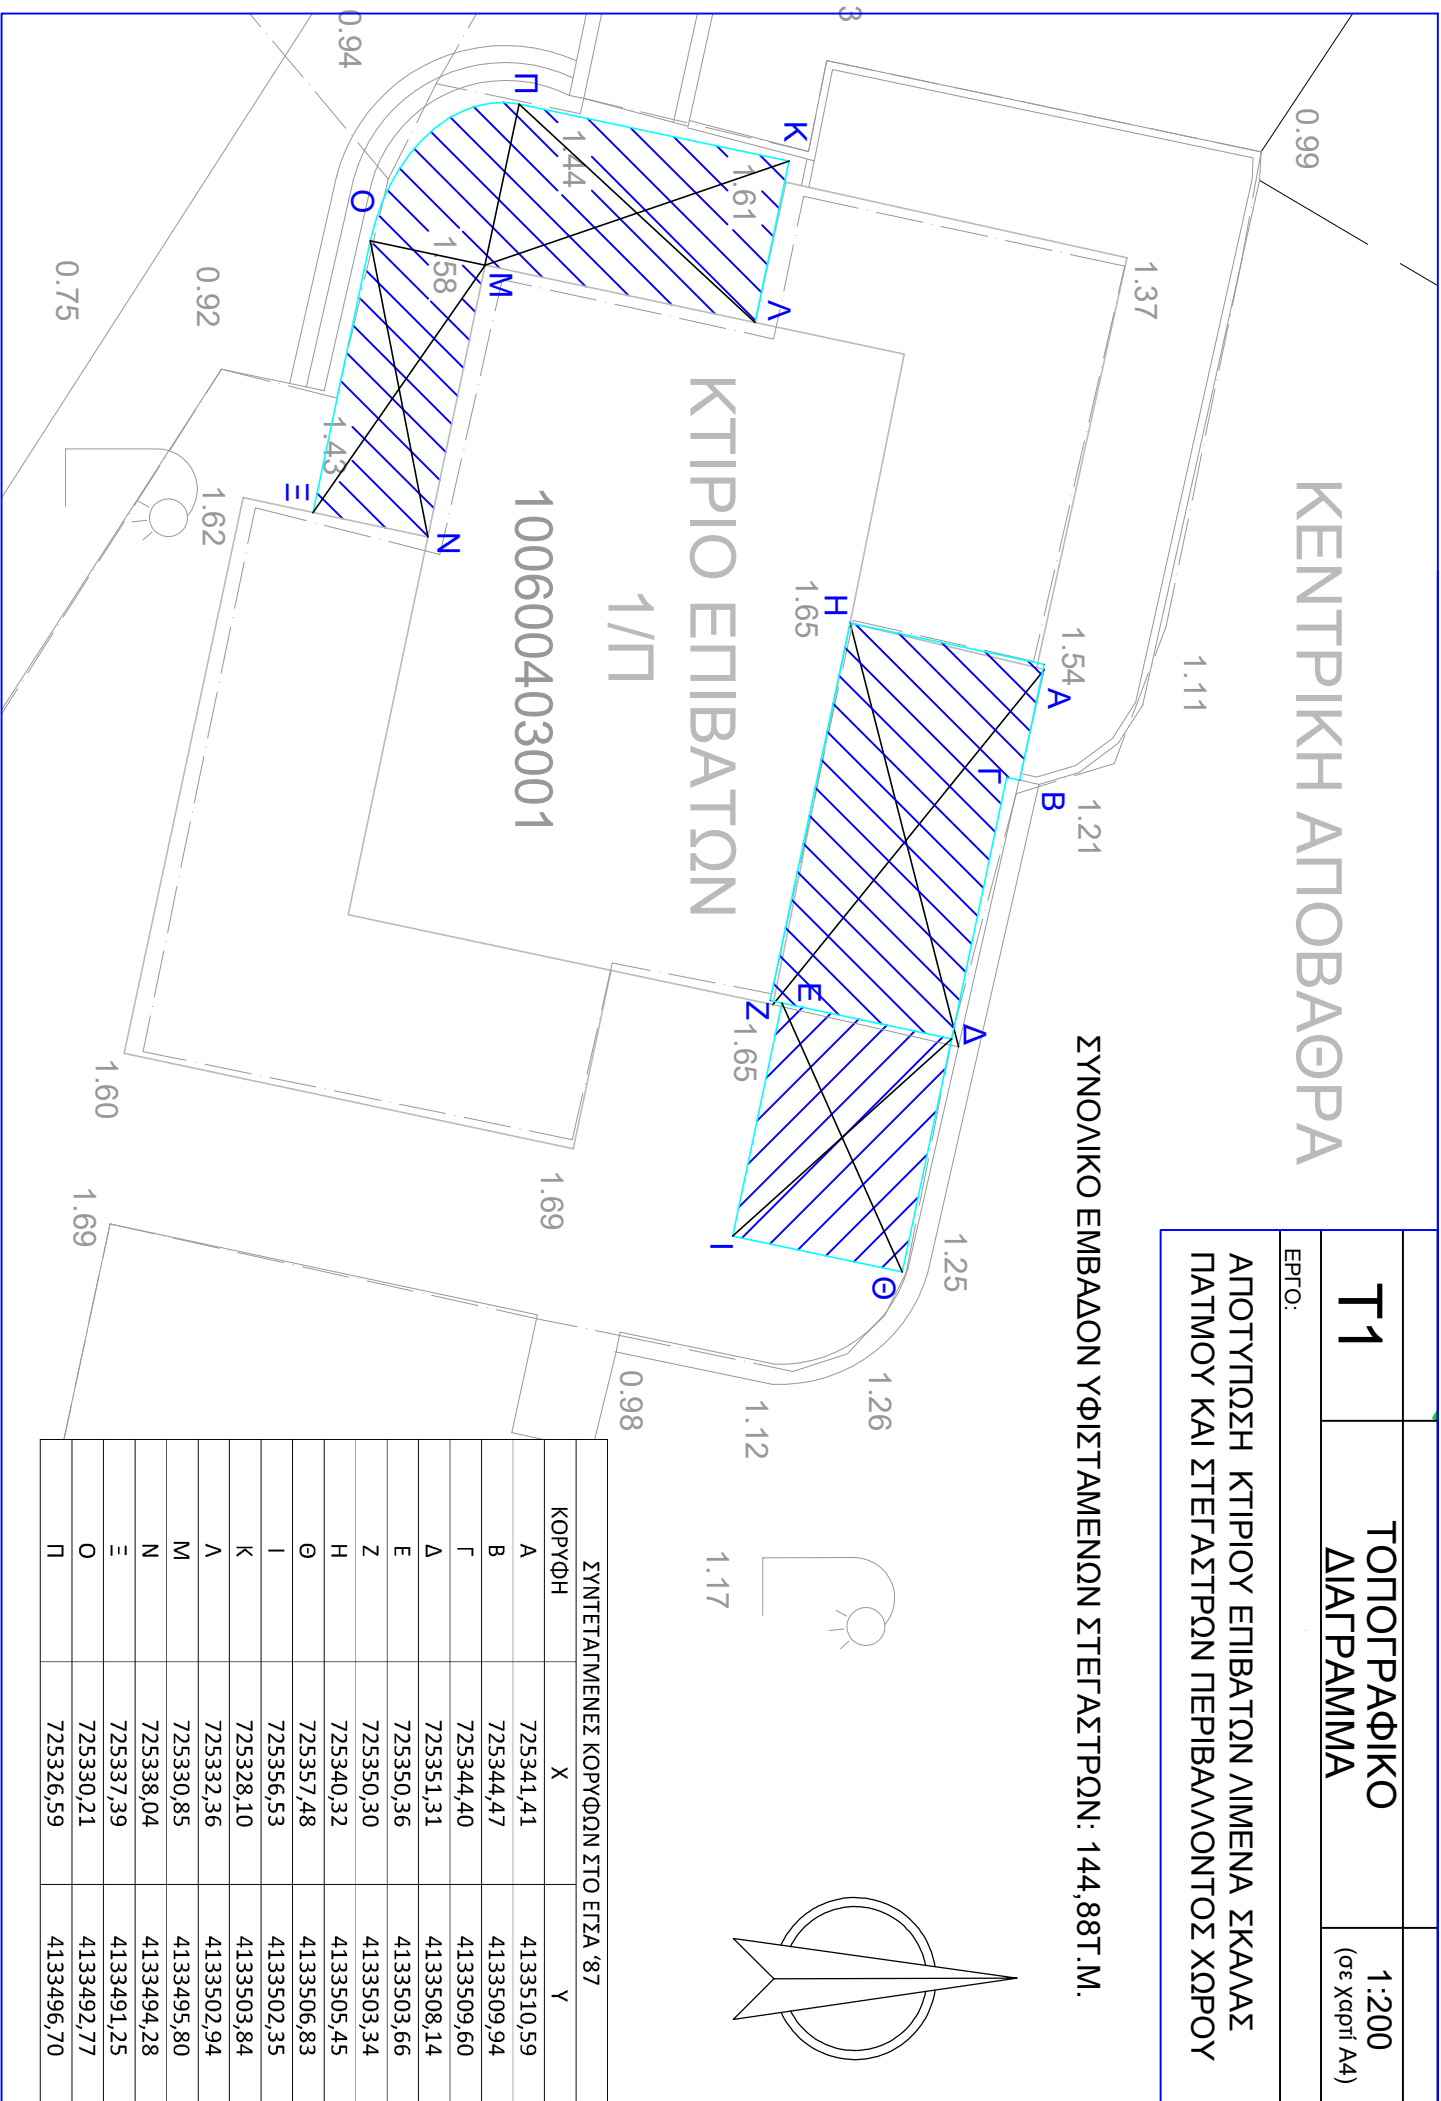 T1
ΤΟΠΟΓΡΑΦΙΚΟ
ΔΙΑΓΡΑΜΜΑ
1:200
(σε χαρτί Α4)
ΕΡΓΟ:
ΑΠΟΤΥΠΩΣΗ ΚΤΙΡΙΟΥ ΕΠΙΒΑΤΩΝ ΛΙΜΕΝΑ ΣΚΑΛΑΣ
ΠΑΤΜΟΥ ΚΑΙ ΣΤΕΓΑΣΤΡΩΝ ΠΕΡΙΒΑΛΛΟΝΤΟΣ ΧΩΡΟΥ
ΚΕΝΤΡΙΚΗ ΑΠΟΒΑΘΡΑ
ΣΥΝΟΛΙΚΟ ΕΜΒΑΔΟΝ ΥΦΙΣΤΑΜΕΝΩΝ ΣΤΕΓΑΣΤΡΩΝ: 144,88Τ.Μ.
0.99
1.37
1.11
1.54
Α
Β
1.21
Γ
Δ
1.25
3
Κ
1.61
Λ
Η
1.65
Ε
Ζ
1.65
Ι
Θ
1.26
1.12
0.98
1.17
ΚΤΙΡΙΟ ΕΠΙΒΑΤΩΝ
1/Π
100600403001
0.94
Π
1.44
Ο
1.58
Μ
Ν
1.43
Ξ
0.92
0.75
1.62
1.60
1.69
1.69
ΣΥΝΤΕΤΑΓΜΕΝΕΣ ΚΟΡΥΦΩΝ ΣΤΟ ΕΓΣΑ '87
ΚΟΡΥΦΗ X Y
Α 725341,41 4133510,59
Β 725344,47 4133509,94
Γ 725344,40 4133509,60
Δ 725351,31 4133508,14
Ε 725350,36 4133503,66
Ζ 725350,30 4133503,34
Η 725340,32 4133505,45
Θ 725357,48 4133506,83
Ι 725356,53 4133502,35
Κ 725328,10 4133503,84
Λ 725332,36 4133502,94
Μ 725330,85 4133495,80
Ν 725338,04 4133494,28
Ξ 725337,39 4133491,25
Ο 725330,21 4133492,77
Π 725326,59 4133496,70